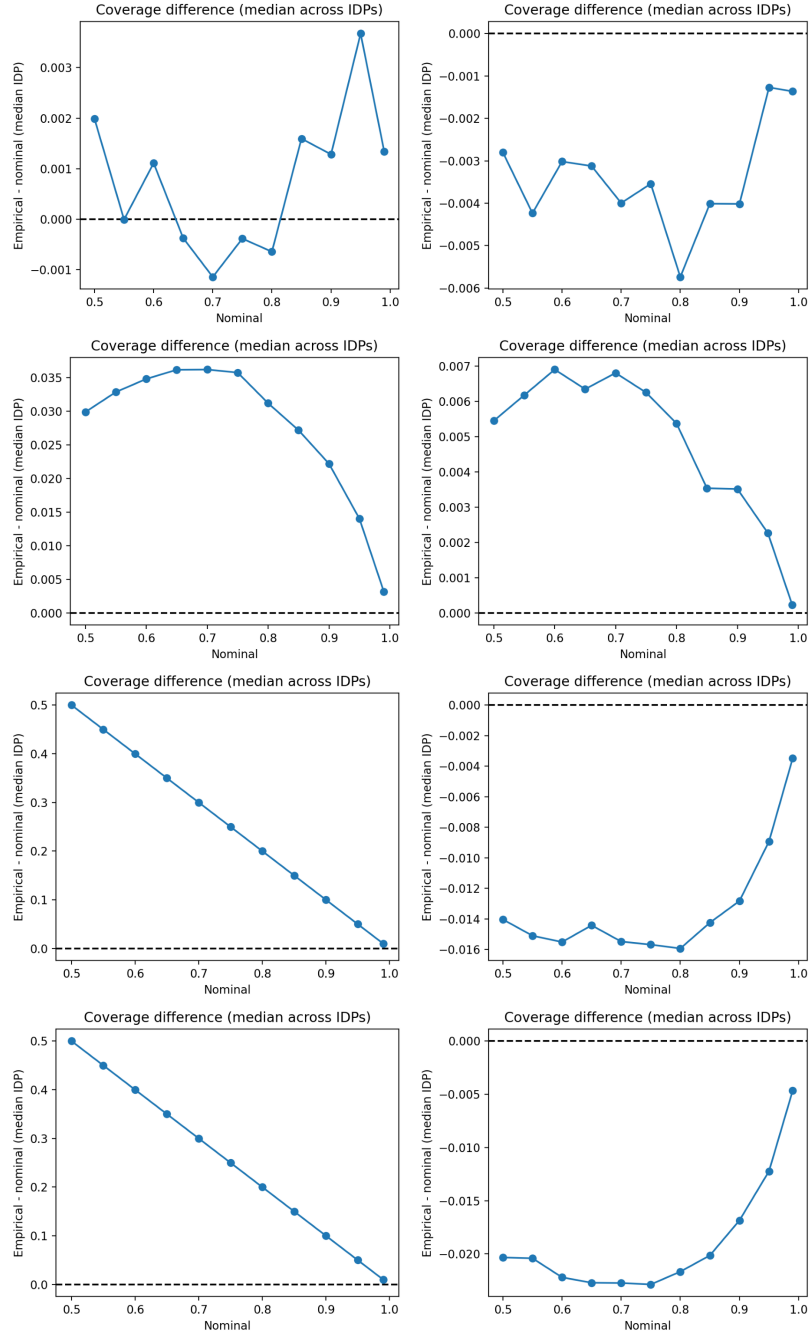 Coverage difference (median across IDPs)
Empirical - nominal (median IDP)
0.003
0.002
0.001
0.000
−0.001
0.5 0.6 0.7 0.8 0.9 1.0
Nominal
Coverage difference (median across IDPs)
Empirical - nominal (median IDP)
0.000
−0.001
−0.002
−0.003
−0.004
−0.005
−0.006
0.5 0.6 0.7 0.8 0.9 1.0
Nominal
Coverage difference (median across IDPs)
Empirical - nominal (median IDP)
0.035
0.030
0.025
0.020
0.015
0.010
0.005
0.000
0.5 0.6 0.7 0.8 0.9 1.0
Nominal
Coverage difference (median across IDPs)
Empirical - nominal (median IDP)
0.007
0.006
0.005
0.004
0.003
0.002
0.001
0.000
0.5 0.6 0.7 0.8 0.9 1.0
Nominal
Coverage difference (median across IDPs)
Empirical - nominal (median IDP)
0.5
0.4
0.3
0.2
0.1
0.0
0.5 0.6 0.7 0.8 0.9 1.0
Nominal
Coverage difference (median across IDPs)
Empirical - nominal (median IDP)
0.000
−0.002
−0.004
−0.006
−0.008
−0.010
−0.012
−0.014
−0.016
0.5 0.6 0.7 0.8 0.9 1.0
Nominal
Coverage difference (median across IDPs)
Empirical - nominal (median IDP)
0.5
0.4
0.3
0.2
0.1
0.0
0.5 0.6 0.7 0.8 0.9 1.0
Nominal
Coverage difference (median across IDPs)
Empirical - nominal (median IDP)
0.000
−0.005
−0.010
−0.015
−0.020
0.5 0.6 0.7 0.8 0.9 1.0
Nominal